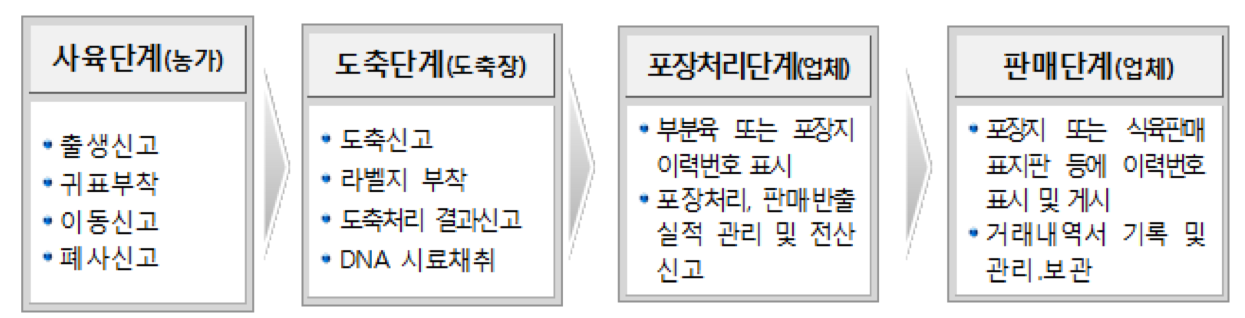 사육단계(농가)
• 출생신고
• 귀표부착
• 이동신고
• 폐사신고
도축단계(도축장)
• 도축신고
• 라벨지 부착
• 도축처리 결과신고
• DNA 시료채취
포장처리단계(업체)
• 부분육 또는 포장지
이력번호 표시
• 포장처리, 판매반출
실적 관리 및 전산
신고
판매단계(업체)
• 포장지 또는 식육판매
표지판 등에 이력번호
표시 및 게시
• 거래내역서 기록 및
관리.보관